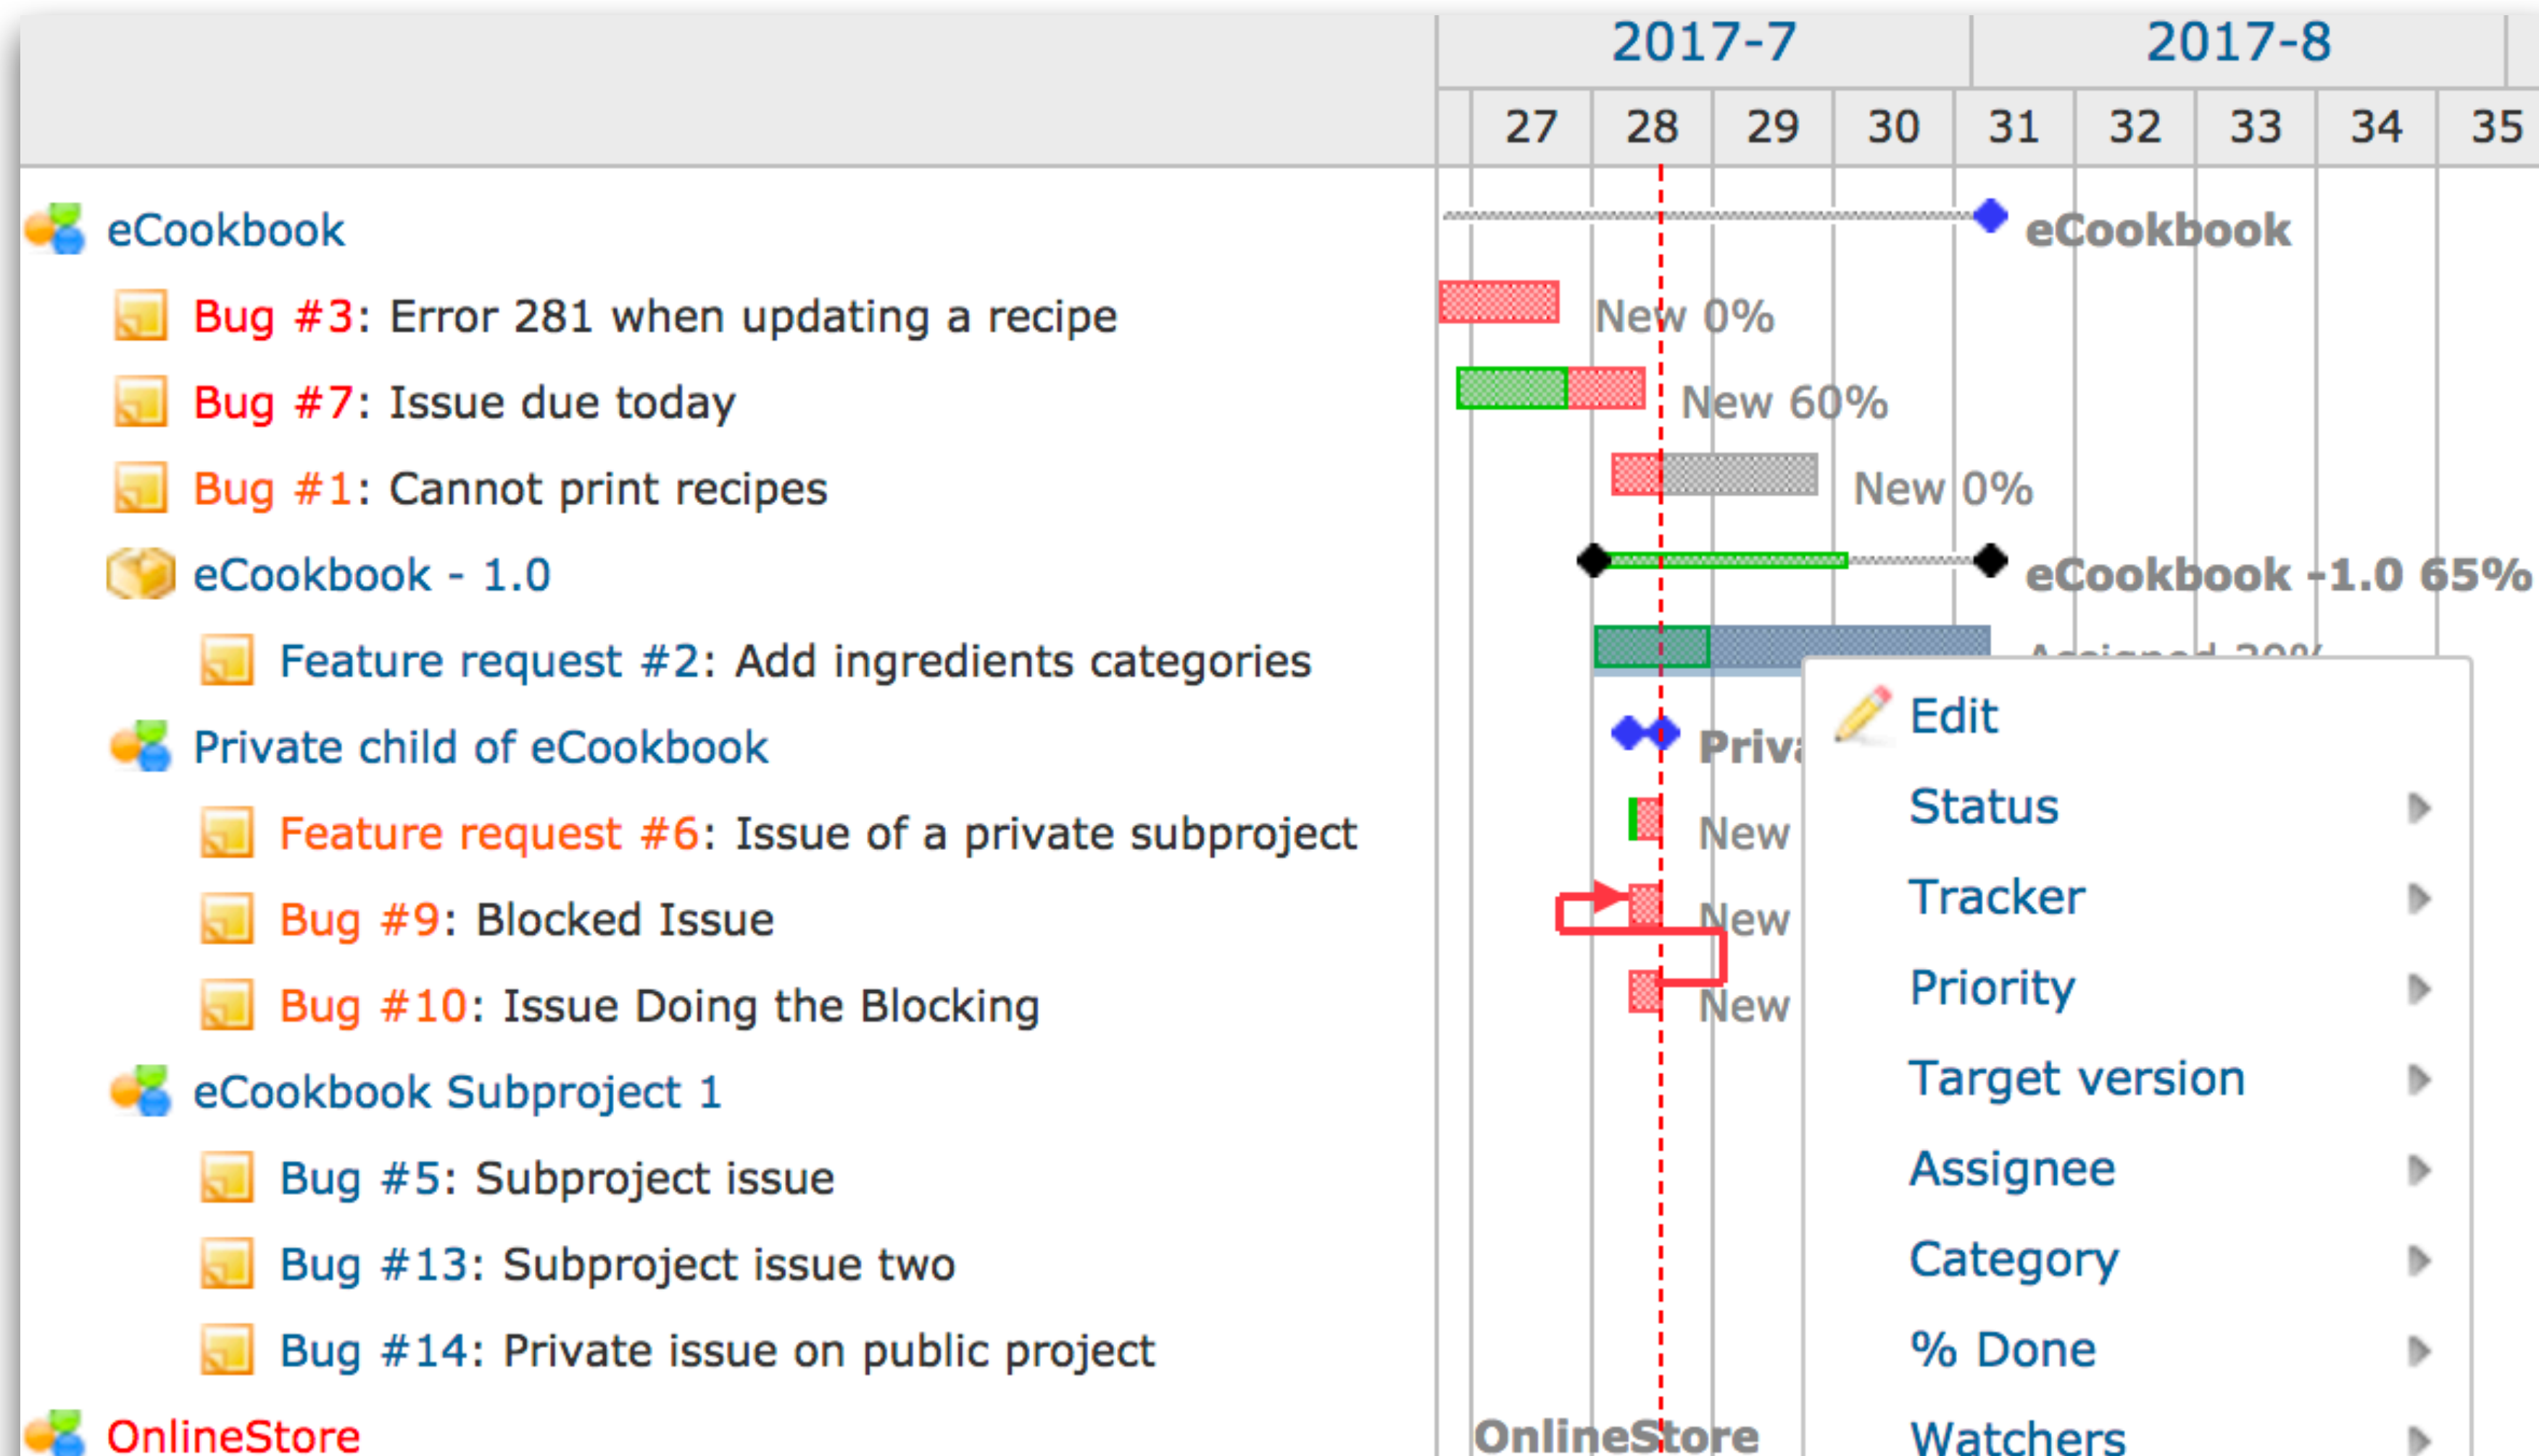 2017-7 2017-8
27 28 29 30 31 32 33 34 35
eCookbook eCookbook
Bug #3: Error 281 when updating a recipe New 0%
Bug #7: Issue due today New 60%
Bug #1: Cannot print recipes New 0%
eCookbook - 1.0 eCookbook -1.0 65%
Feature request #2: Add ingredients categories
Private child of eCookbook
Feature request #6: Issue of a private subproject New
Bug #9: Blocked Issue New
Bug #10: Issue Doing the Blocking New
eCookbook Subproject 1
Bug #5: Subproject issue
Bug #13: Subproject issue two
Bug #14: Private issue on public project
OnlineStore OnlineStore
Edit
Status
Tracker
Priority
Target version
Assignee
Category
% Done
Watchers